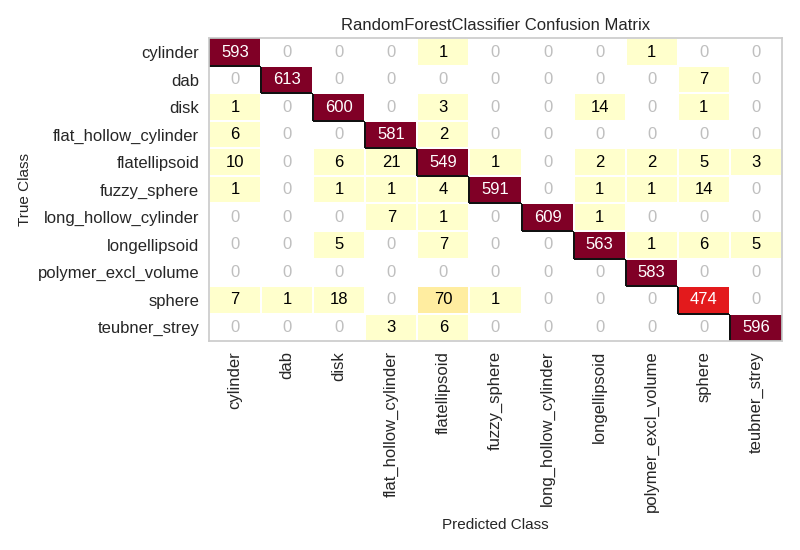 RandomForestClassifier Confusion Matrix
True Class
cylinder 593 0 0 0 1 0 0 0 1 0 0
dab 0 613 0 0 0 0 0 0 0 7 0
disk 1 0 600 0 3 0 0 14 0 1 0
flat_hollow_cylinder 6 0 0 581 2 0 0 0 0 0 0
flatellipsoid 10 0 6 21 549 1 0 2 2 5 3
fuzzy_sphere 1 0 1 1 4 591 0 1 1 14 0
long_hollow_cylinder 0 0 0 7 1 0 609 1 0 0 0
longellipsoid 0 0 5 0 7 0 0 563 1 6 5
polymer_excl_volume 0 0 0 0 0 0 0 0 583 0 0
sphere 7 1 18 0 70 1 0 0 0 474 0
teubner_strey 0 0 0 3 6 0 0 0 0 0 596
cylinder
dab
disk
flat_hollow_cylinder
flatellipsoid
fuzzy_sphere
long_hollow_cylinder
longellipsoid
polymer_excl_volume
sphere
teubner_strey
Predicted Class